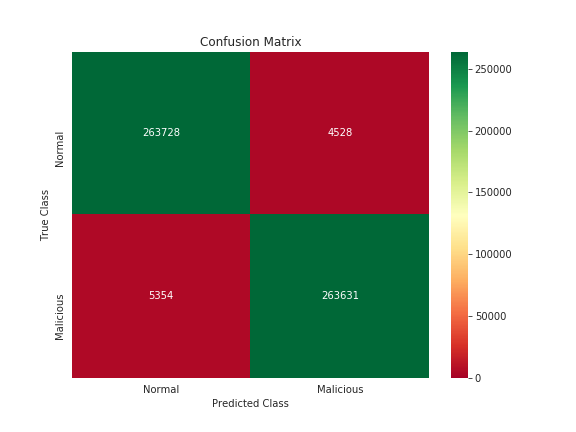 Confusion Matrix
True Class
Normal
263728
4528
Malicious
5354
263631
Normal
Malicious
Predicted Class
250000
200000
150000
100000
50000
0